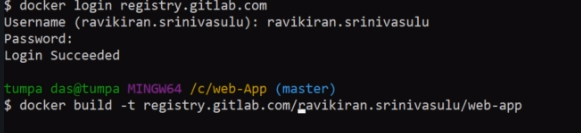 $ docker login registry.gitlab.com
Username (ravikiran.srinivasulu): ravikiran.srinivasulu
Password:
Login Succeeded
tumpa das@tumpa MINGW64 /c/web-App (master)
$ docker build -t registry.gitlab.com/ravikiran.srinivasulu/web-app